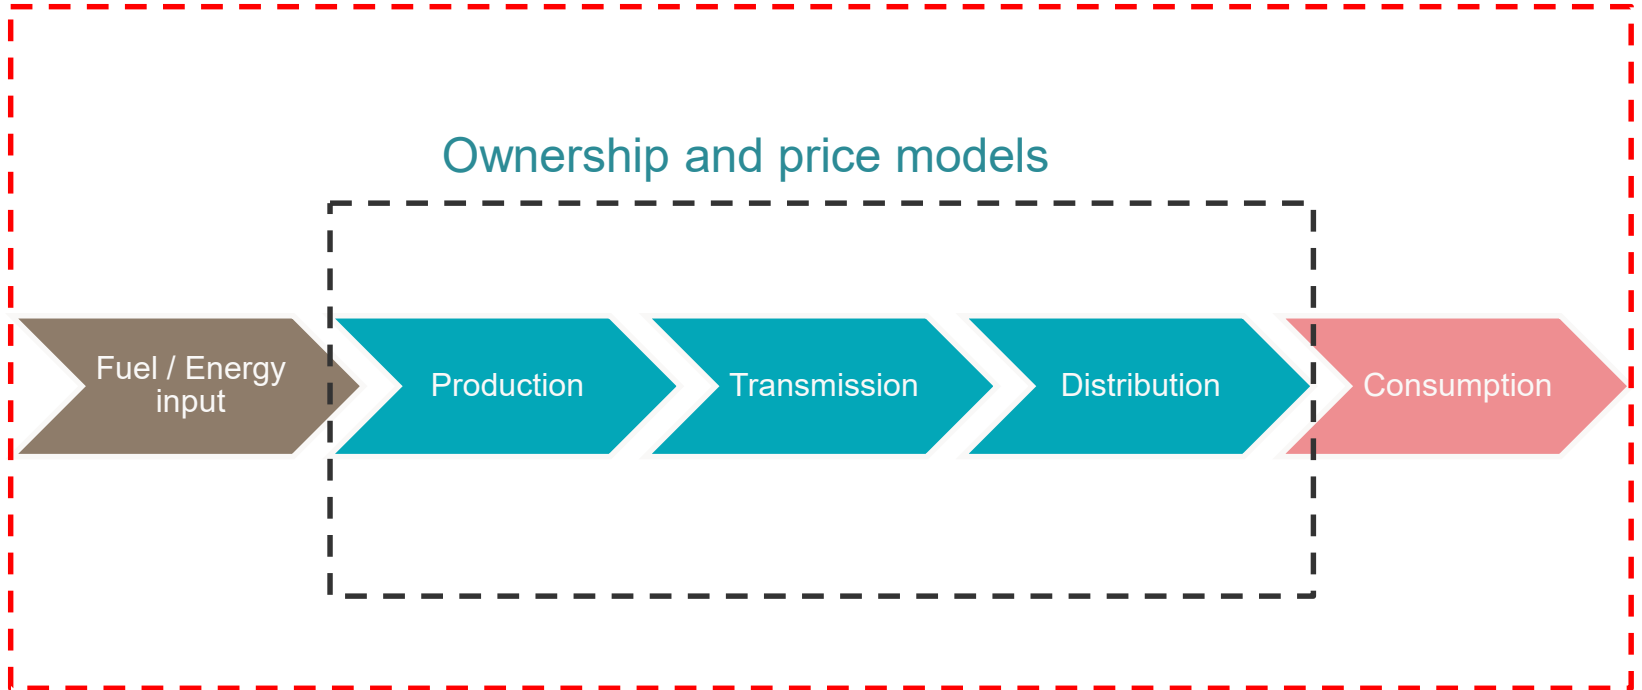 Ownership and price models
Fuel / Energy
input
Production
Transmission
Distribution
Consumption